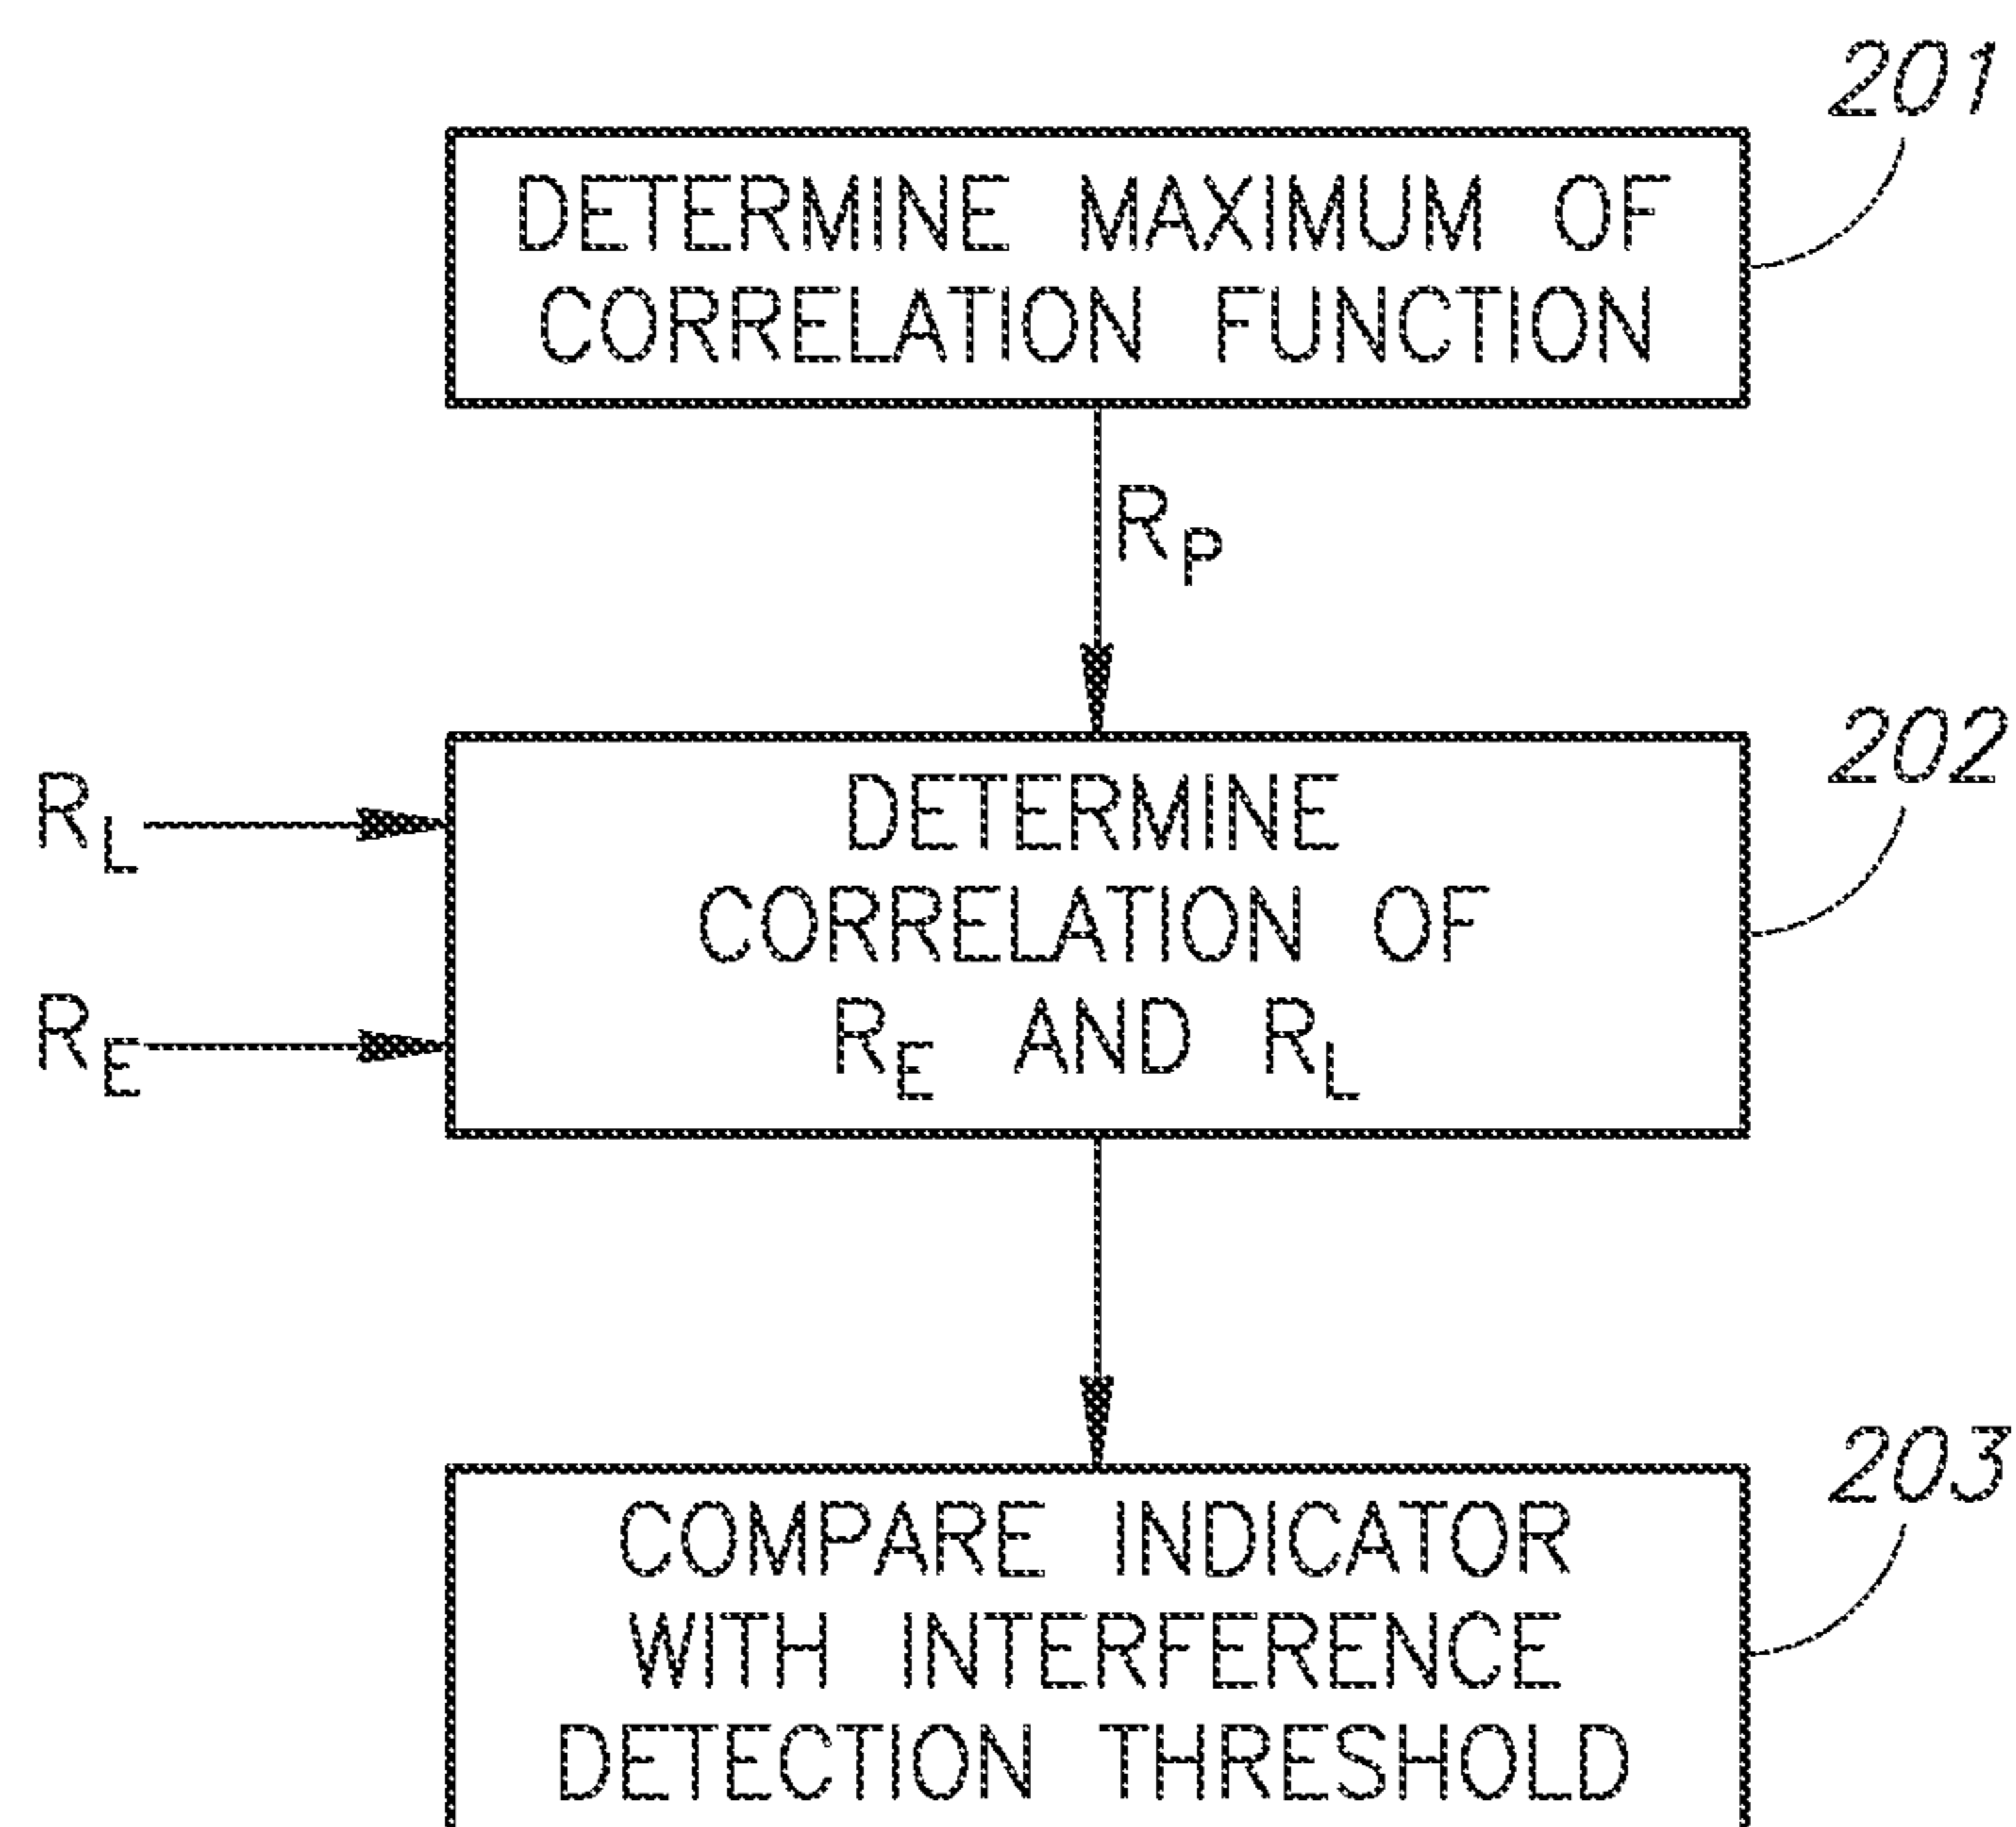 201
DETERMINE MAXIMUM OF
CORRELATION FUNCTION
R_P
202
R_L
DETERMINE
CORRELATION OF
R_E
R_E AND R_L
203
COMPARE INDICATOR
WITH INTERFERENCE
DETECTION THRESHOLD